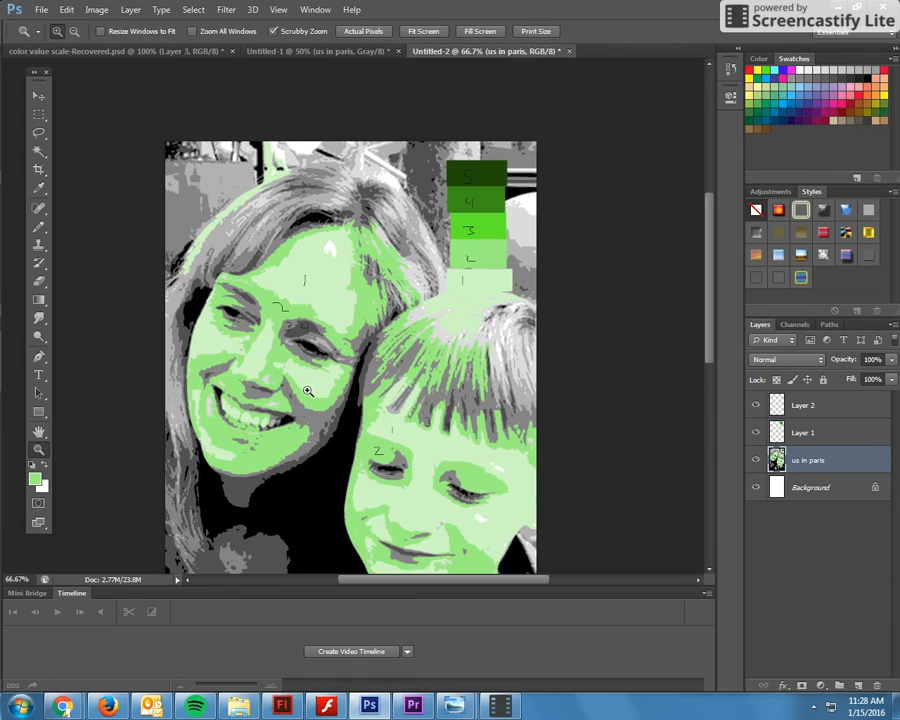 Ps File Edit Image Layer Type Select Filter 3D View Window Help
powered by
Screencastify Lite
Resize Windows to Fit Zoom All Windows Scrubby Zoom Actual Pixels Fit Screen Fill Screen Print Size
color value scale-Recovered.psd @ 100% (Layer 3, RGB/8) * × Untitled-1 @ 50% (us in paris, Gray/8) * × Untitled-2 @ 66.7% (us in paris, RGB/8) * ×
Color Swatches
5
4
3
2
1
1
2
3
1
2
Adjustments Styles
Layers Channels Paths
Kind
Normal Opacity: 100%
Lock: Fill: 100%
Layer 2
Layer 1
us in paris
Background
66.67% Doc: 2.77M/23.8M
Mini Bridge Timeline
Create Video Timeline
Fl Ps Pr
11:28 AM
1/15/2016